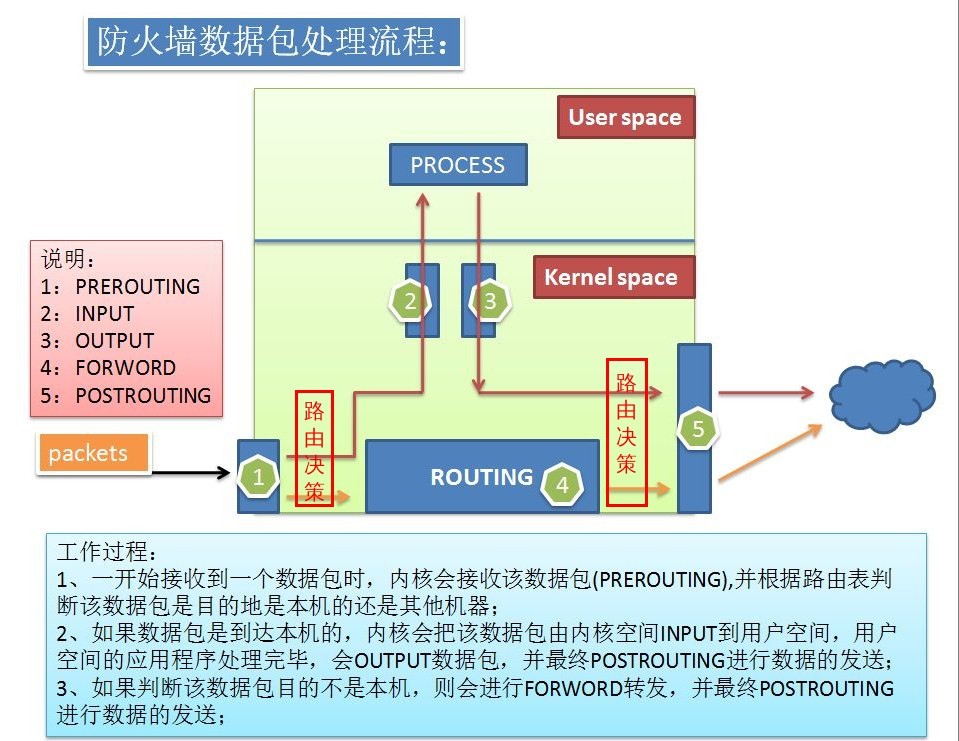 防火墙数据包处理流程：
User space
PROCESS
Kernel space
说明：
1：PREROUTING
2：INPUT
3：OUTPUT
4：FORWORD
5：POSTROUTING
2
3
packets
1
路由决策
ROUTING
4
路由决策
5
工作过程：
1、一开始接收到一个数据包时，内核会接收该数据包(PREROUTING),并根据路由表判
断该数据包是目的地是本机的还是其他机器；
2、如果数据包是到达本机的，内核会把该数据包由内核空间INPUT到用户空间，用户
空间的应用程序处理完毕，会OUTPUT数据包，并最终POSTROUTING进行数据的发送；
3、如果判断该数据包目的不是本机，则会进行FORWORD转发，并最终POSTROUTING
进行数据的发送；